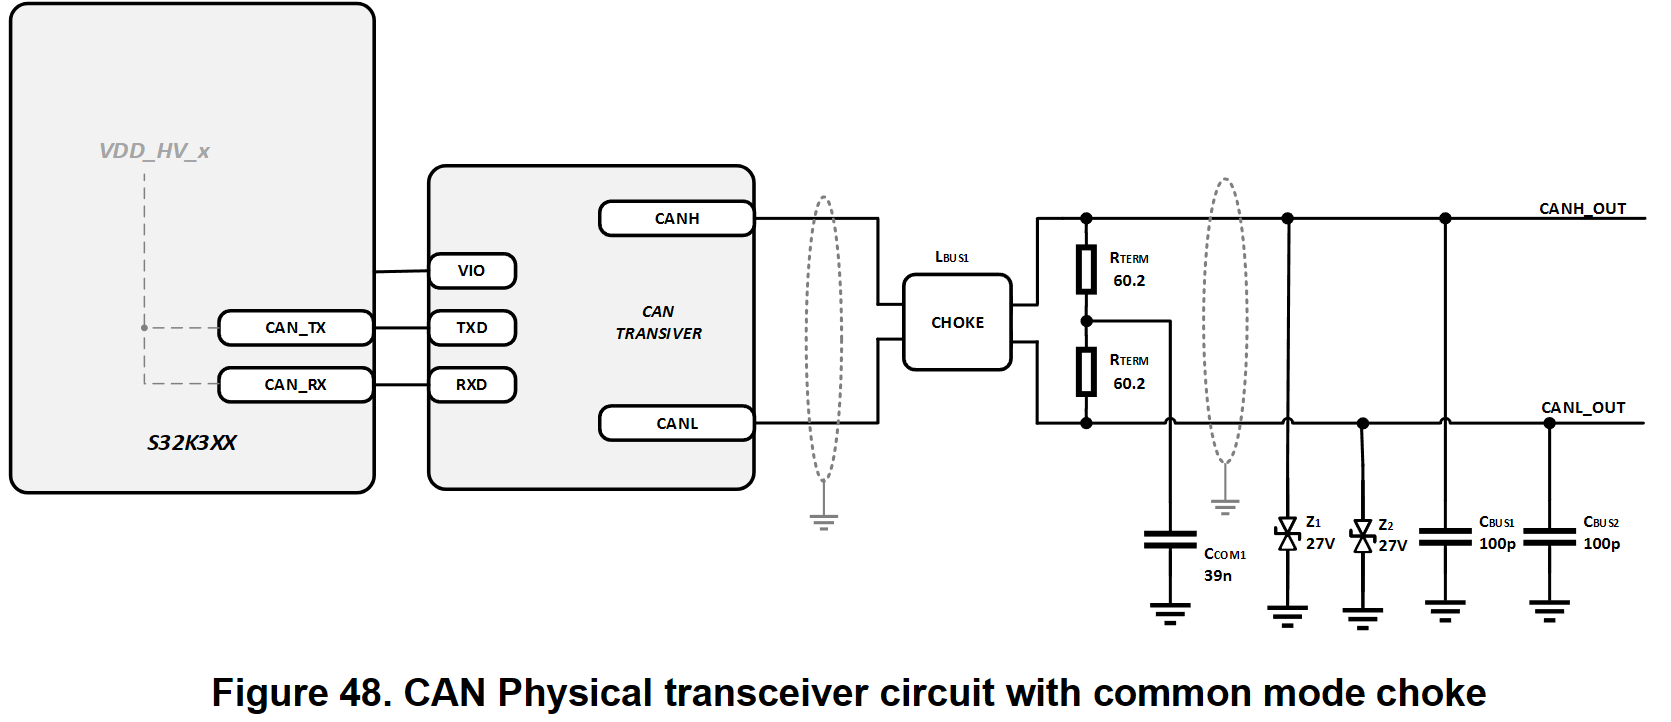 VDD_HV_x
CAN_TX
CAN_RX
S32K3XX
VIO
TXD
RXD
CANH
CAN
TRANSIVER
CANL
LBUS1
CHOKE
RTERM
60.2
RTERM
60.2
CANH_OUT
CANL_OUT
CCOM1
39n
Z1
27V
Z2
27V
CBUS1
100p
CBUS2
100p
Figure 48. CAN Physical transceiver circuit with common mode choke